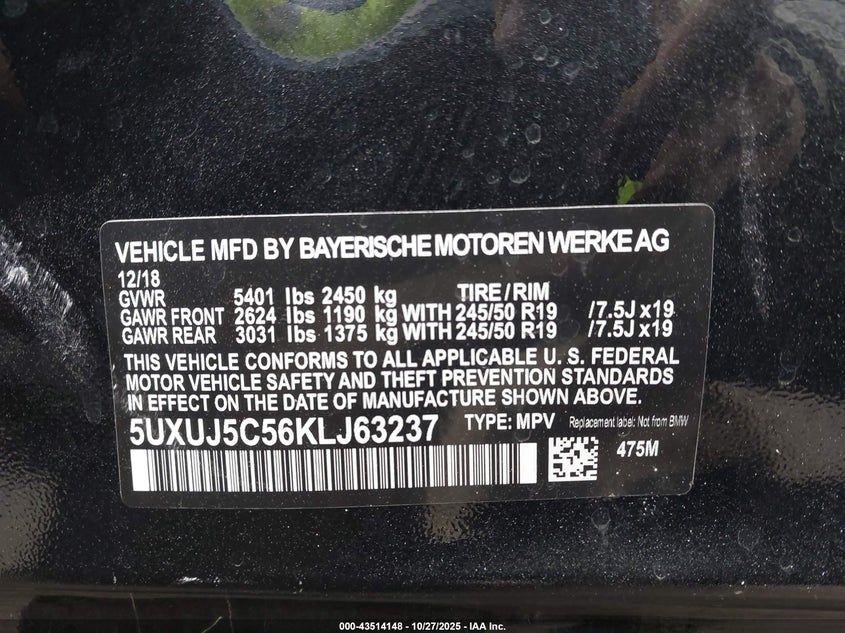 VEHICLE MFD BY BAYERISCHE MOTOREN WERKE AG
12/18
GVWR 5401 lbs 2450 kg TIRE / RIM
GAWR FRONT 2624 lbs 1190 kg WITH 245/50 R19 /7.5J x19
GAWR REAR 3031 lbs 1375 kg WITH 245/50 R19 /7.5J x 19
THIS VEHICLE CONFORMS TO ALL APPLICABLE U. S. FEDERAL
MOTOR VEHICLE SAFETY AND THEFT PREVENTION STANDARDS
IN EFFECT ON THE DATE OF MANUFACTURE SHOWN ABOVE.
5UXUJ5C56KLJ63237 TYPE: MPV Replacement label: Not from BMW
475M
000-43514148 - 10/27/2025 - IAA Inc.